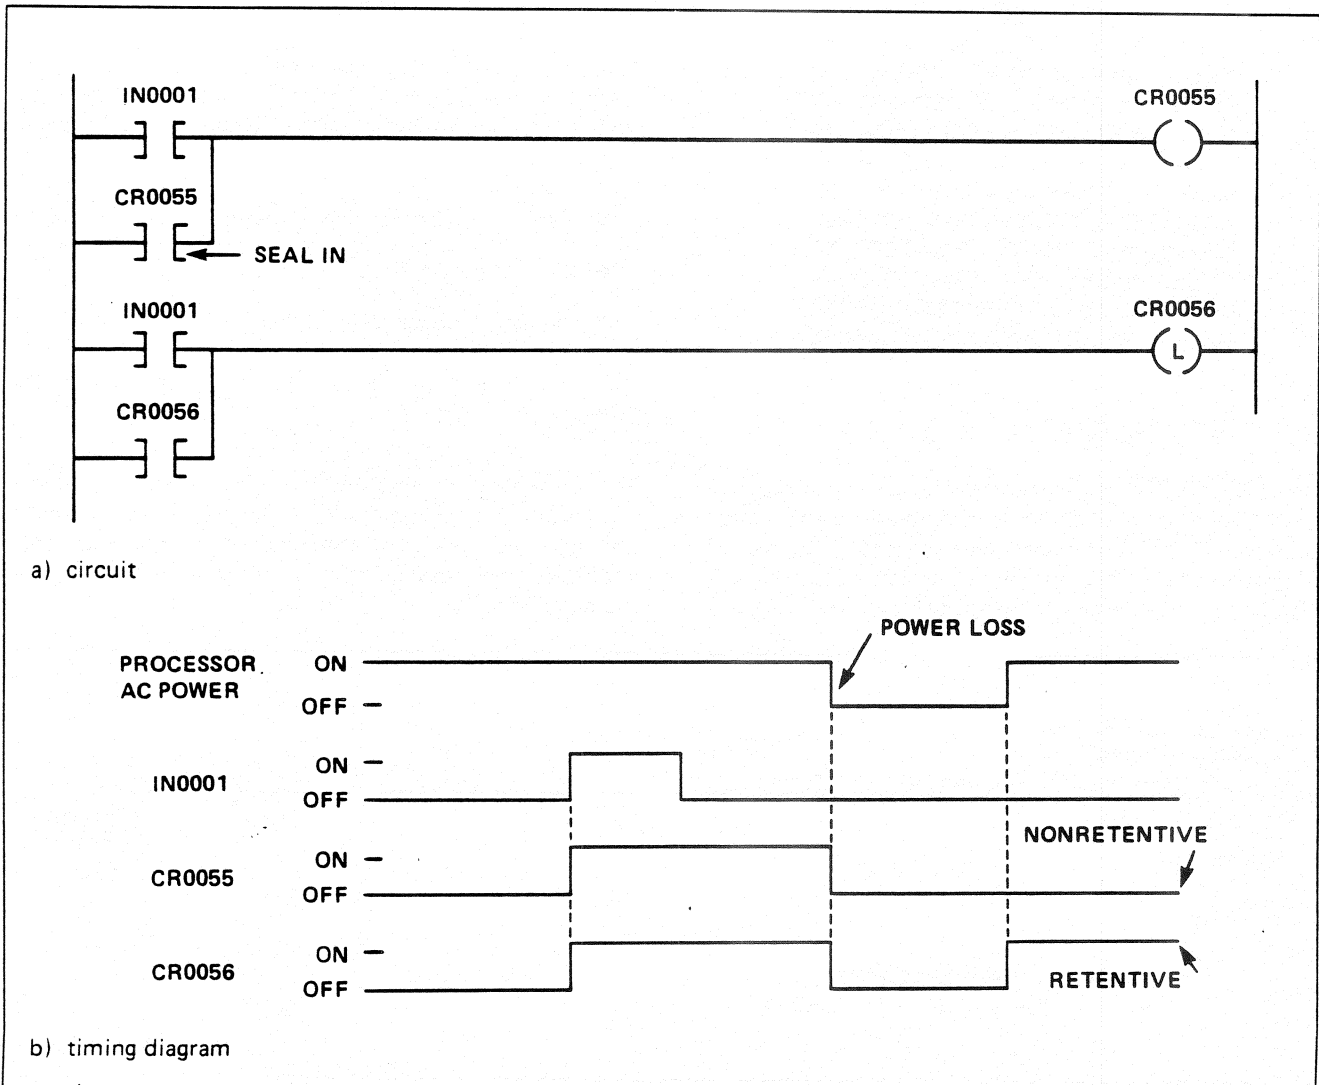 IN0001
CR0055
CR0055
SEAL IN
IN0001
CR0056
L
CR0056
a) circuit
POWER LOSS
PROCESSOR
AC POWER
ON
OFF
IN0001
ON
OFF
NONRETENTIVE
CR0055
ON
OFF
CR0056
ON
OFF
RETENTIVE
b) timing diagram